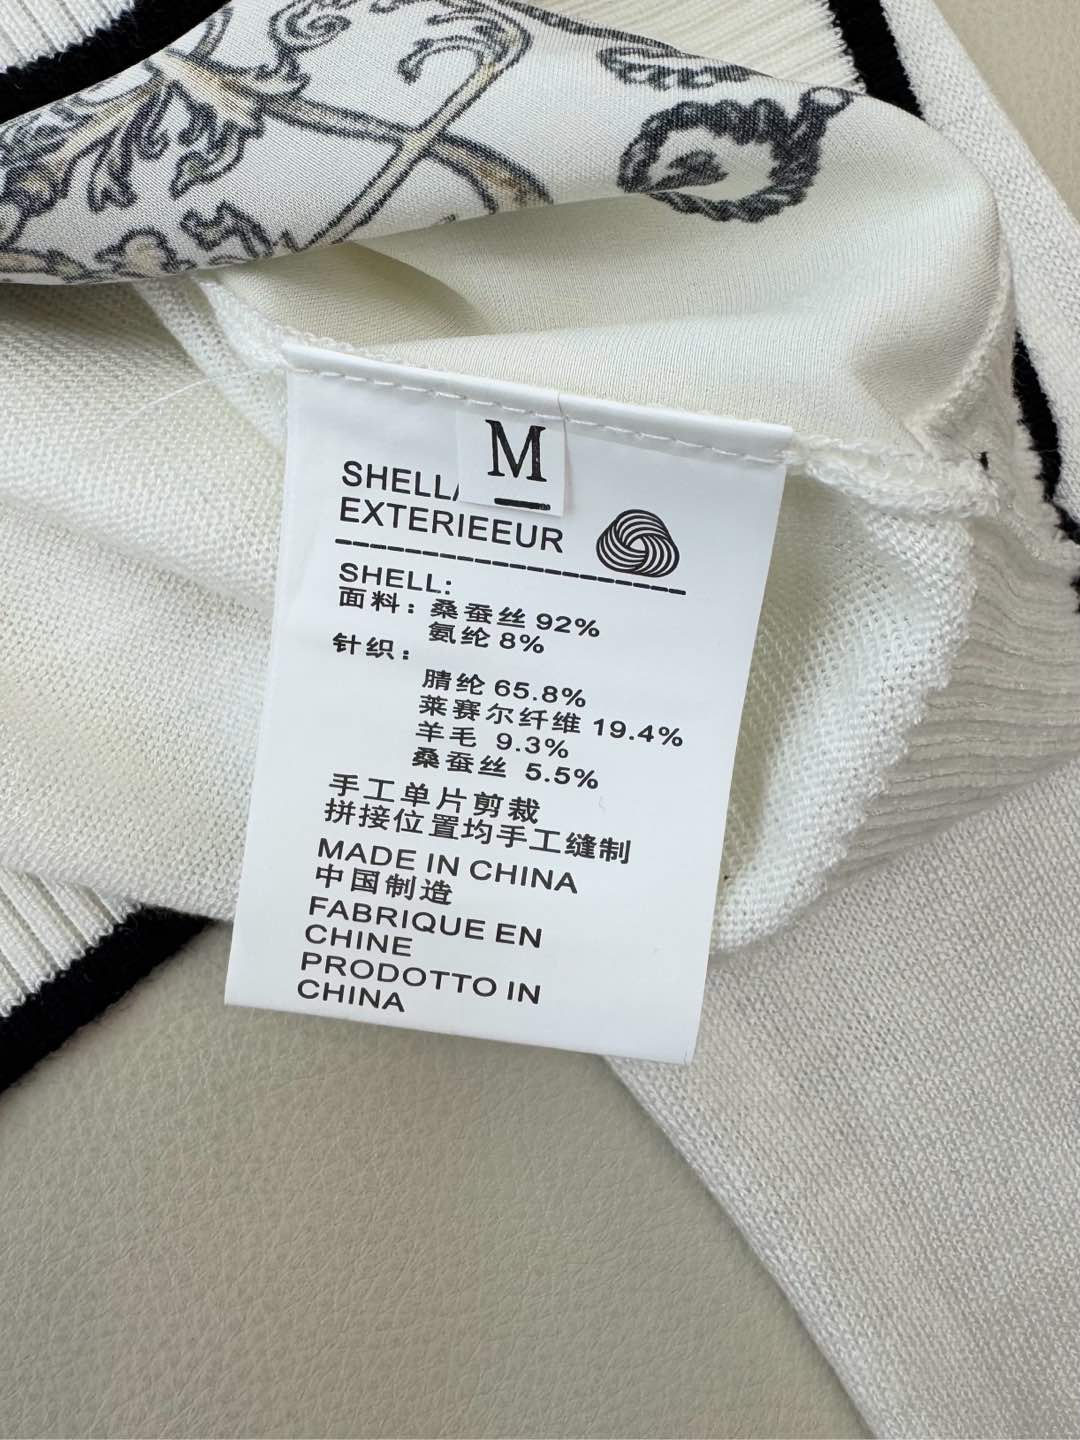 M
SHELL/
EXTERIEEUR
SHELL:
面料：桑蚕丝 92%
氨纶 8%
针织：
腈纶 65.8%
莱赛尔纤维 19.4%
羊毛 9.3%
桑蚕丝 5.5%
手工单片剪裁
拼接位置均手工缝制
MADE IN CHINA
中国制造
FABRIQUE EN
CHINE
PRODOTTO IN
CHINA